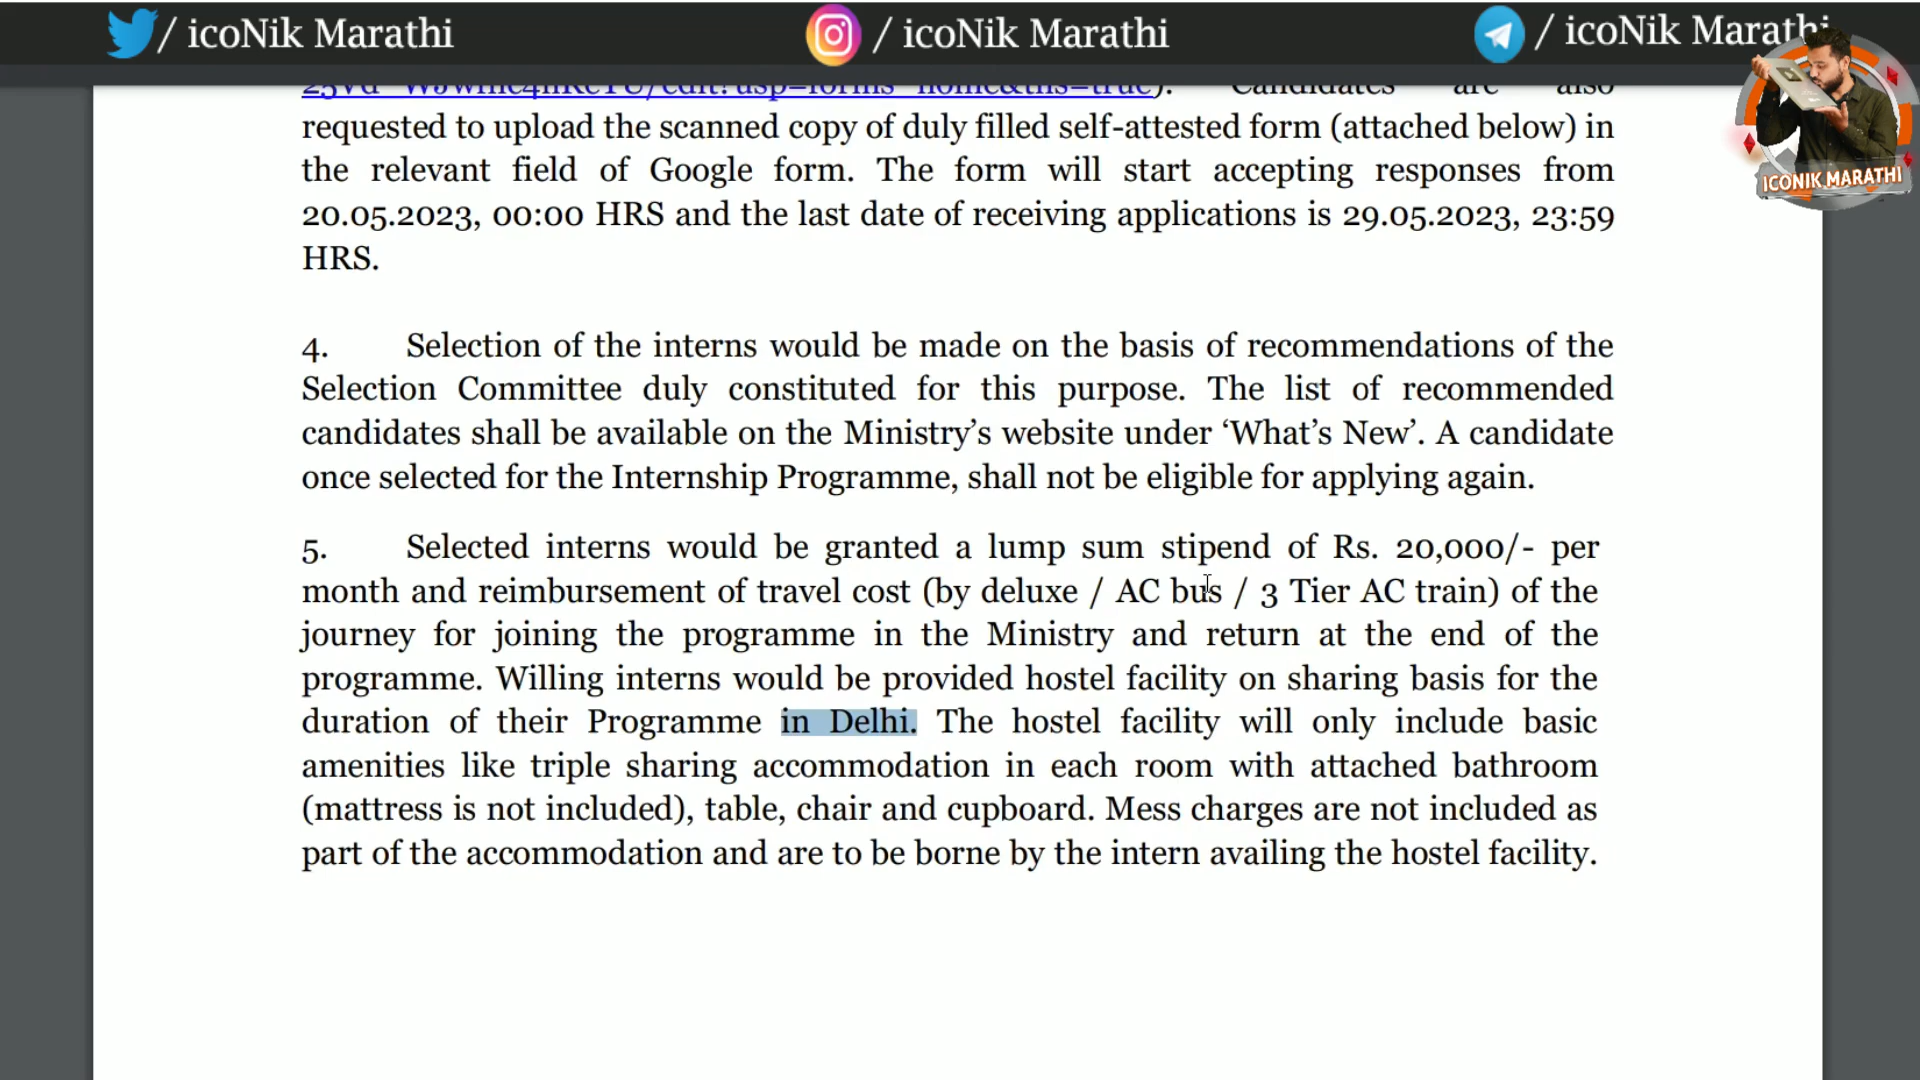 / icoNik Marathi
/ icoNik Marathi
/ icoNik Marathi
ICONIK MARATHI
Candidates are also
requested to upload the scanned copy of duly filled self-attested form (attached below) in
the relevant field of Google form. The form will start accepting responses from
20.05.2023, 00:00 HRS and the last date of receiving applications is 29.05.2023, 23:59
HRS.
4. Selection of the interns would be made on the basis of recommendations of the
Selection Committee duly constituted for this purpose. The list of recommended
candidates shall be available on the Ministry’s website under ‘What’s New’. A candidate
once selected for the Internship Programme, shall not be eligible for applying again.
5. Selected interns would be granted a lump sum stipend of Rs. 20,000/- per
month and reimbursement of travel cost (by deluxe / AC bus / 3 Tier AC train) of the
journey for joining the programme in the Ministry and return at the end of the
programme. Willing interns would be provided hostel facility on sharing basis for the
duration of their Programme in Delhi. The hostel facility will only include basic
amenities like triple sharing accommodation in each room with attached bathroom
(mattress is not included), table, chair and cupboard. Mess charges are not included as
part of the accommodation and are to be borne by the intern availing the hostel facility.